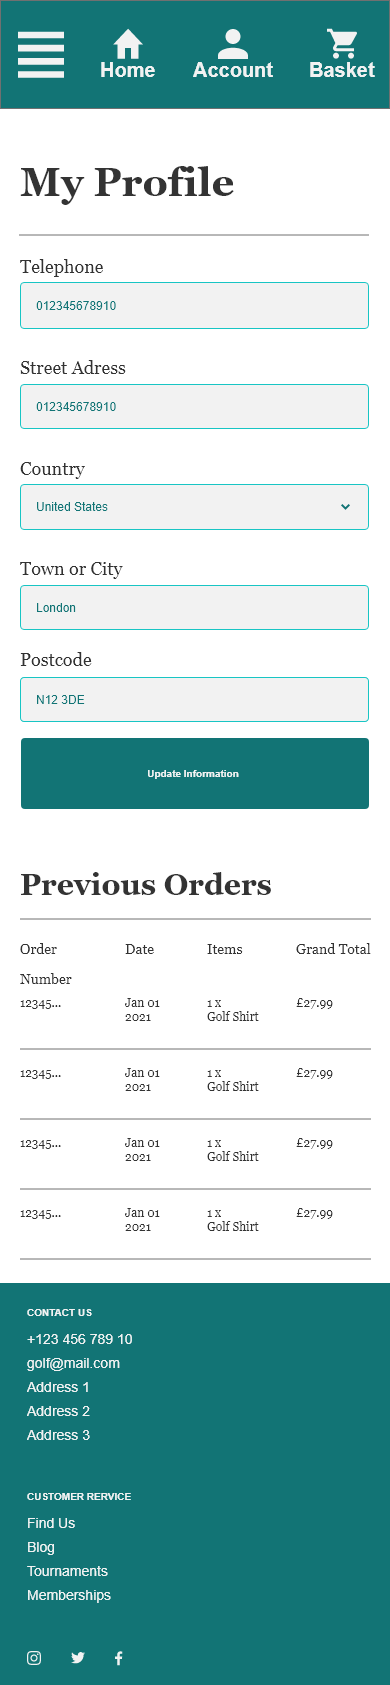 Home Account Basket
My Profile
Telephone
012345678910
Street Adress
012345678910
Country
United States
Town or City
London
Postcode
N12 3DE
Update Information
Previous Orders
Order Number Date Items Grand Total
12345... Jan 01 2021 1 x Golf Shirt £27.99
12345... Jan 01 2021 1 x Golf Shirt £27.99
12345... Jan 01 2021 1 x Golf Shirt £27.99
12345... Jan 01 2021 1 x Golf Shirt £27.99
CONTACT US
+123 456 789 10
golf@mail.com
Address 1
Address 2
Address 3
CUSTOMER RERVICE
Find Us
Blog
Tournaments
Memberships